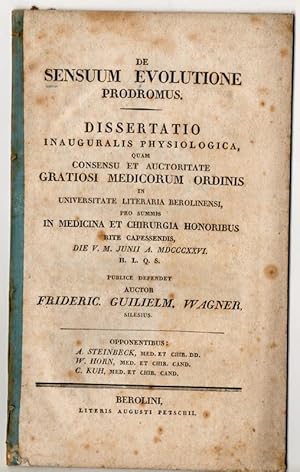 DE
SENSUUM EVOLUTIONE
PRODROMUS.
DISSERTATIO
INAUGURALIS PHYSIOLOGICA,
QUAM
CONSENSU ET AUCTORITATE
GRATIOSI MEDICORUM ORDINIS
IN
UNIVERSITATE LITERARIA BEROLINENSI,
PRO SUMMIS
IN MEDICINA ET CHIRURGIA HONORIBUS
RITE CAPESSENDIS,
DIE V. M. JUNII A. MDCCCXXVI.
H. L. Q. S.
PUBLICE DEFENDET
AUCTOR
FRIDERIC. GUILIELM. WAGNER,
SILESIUS.
OPPONENTIBUS:
A. STEINBECK, MED. ET CHIR. DD.
W. HORN, MED. ET CHIR. CAND.
C. KUH, MED. ET CHIR. CAND.
BEROLINI,
LITERIS AUGUSTI PETSCHII.